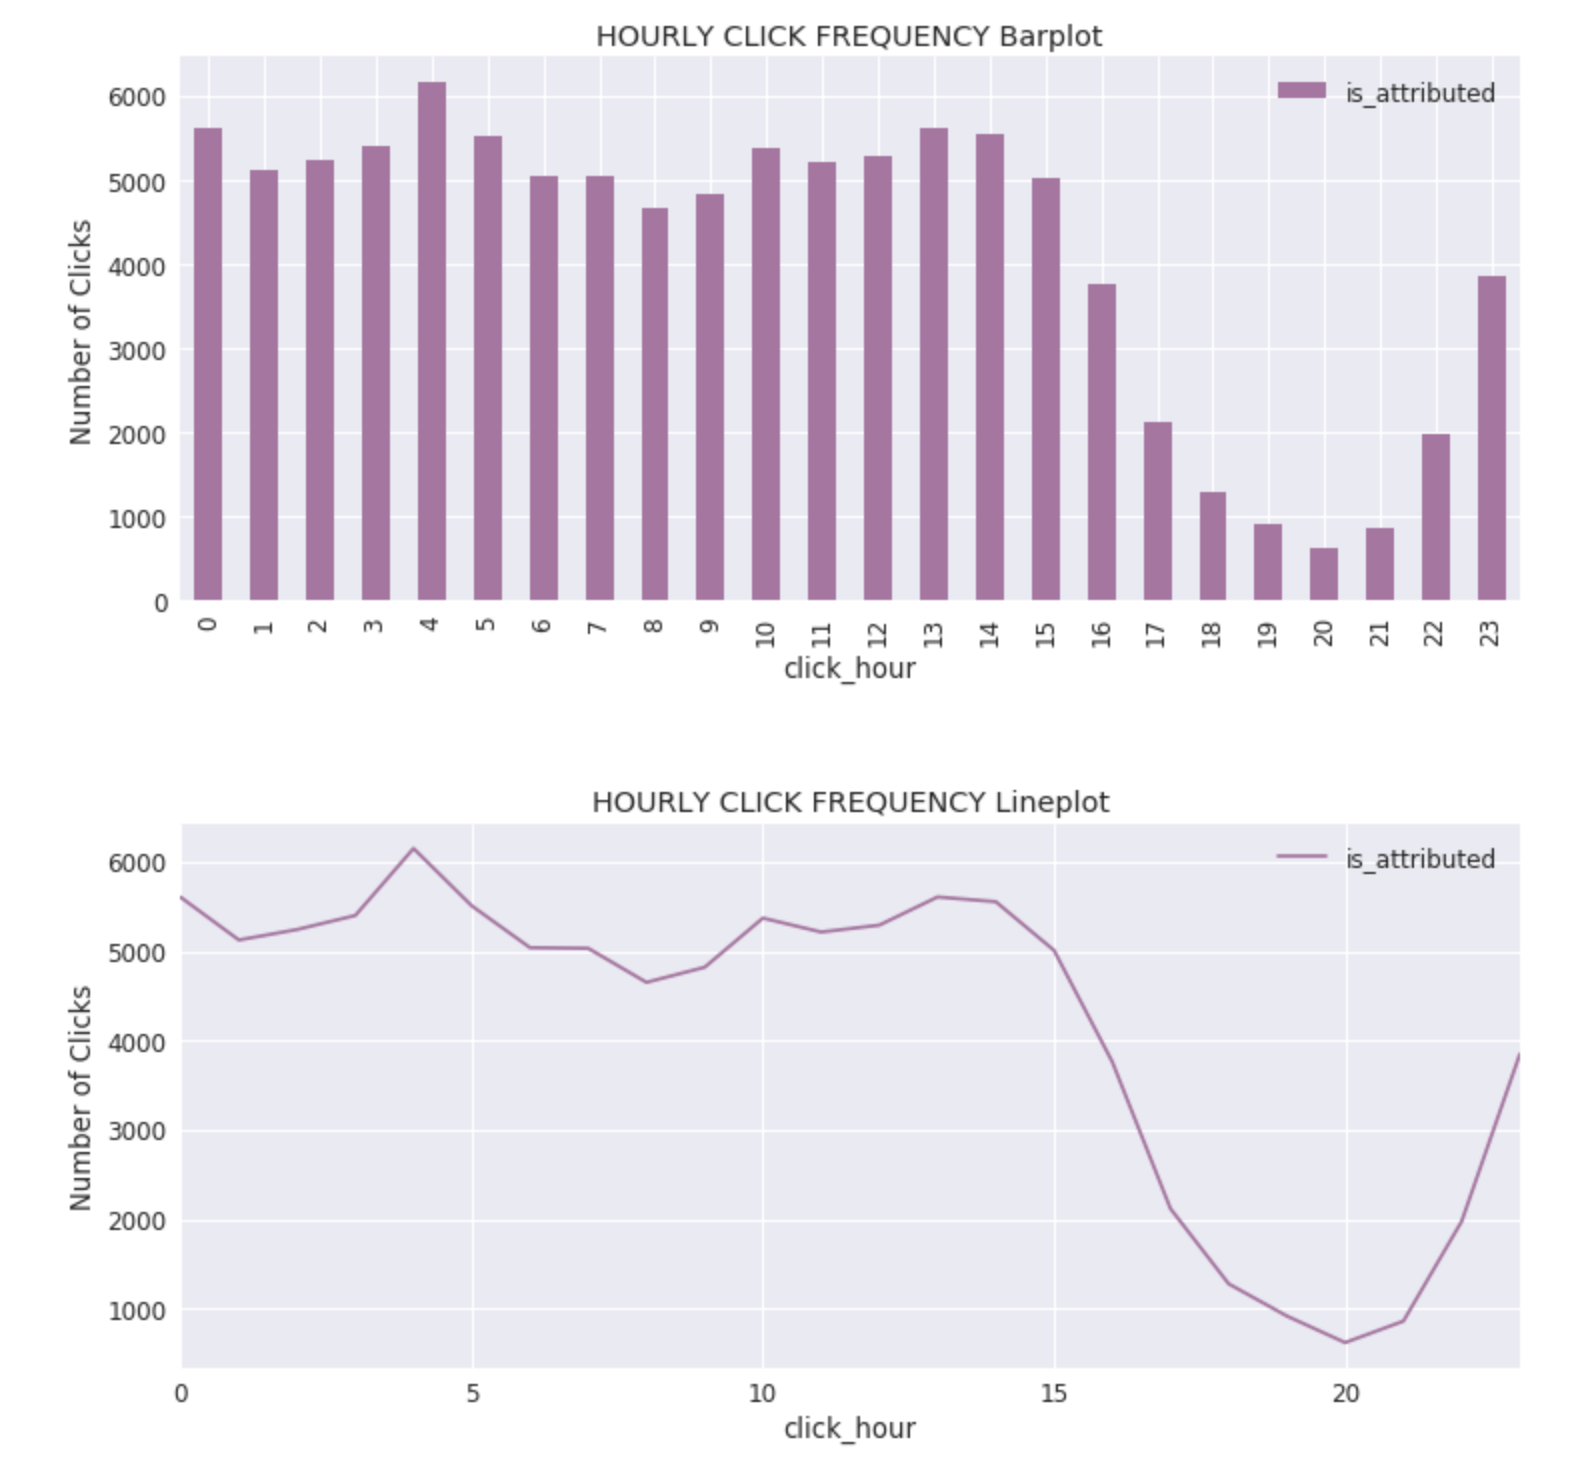 HOURLY CLICK FREQUENCY Barplot
is_attributed
6000
5000
4000
3000
2000
1000
0
Number of Clicks
0 1 2 3 4 5 6 7 8 9 10 11 12 13 14 15 16 17 18 19 20 21 22 23
click_hour
HOURLY CLICK FREQUENCY Lineplot
is_attributed
6000
5000
4000
3000
2000
1000
Number of Clicks
0 5 10 15 20
click_hour